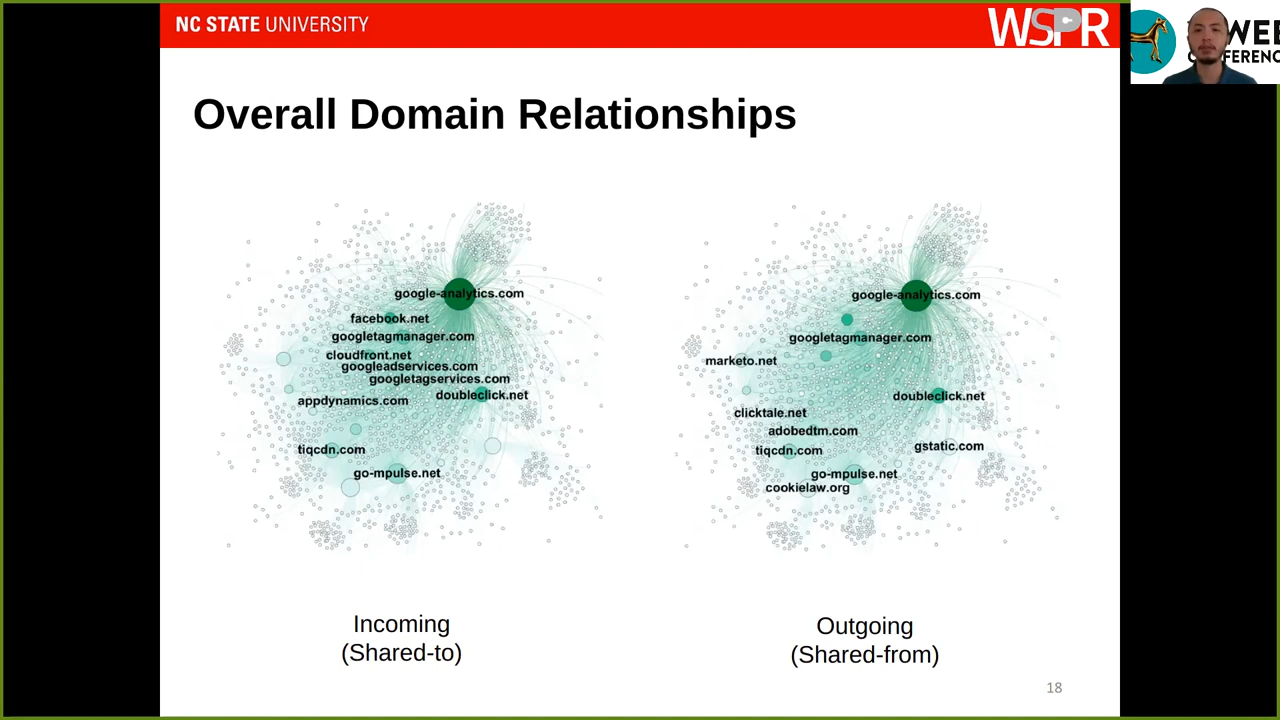 NC STATE UNIVERSITY
WSPR
WEB
CONFERENCE
Overall Domain Relationships
google-analytics.com
facebook.net
googletagmanager.com
cloudfront.net
googleadservices.com
googletagservices.com
doubleclick.net
appdynamics.com
tiqcdn.com
go-mpulse.net
Incoming
(Shared-to)
google-analytics.com
googletagmanager.com
marketo.net
doubleclick.net
clicktale.net
adobedtm.com
tiqcdn.com
gstatic.com
go-mpulse.net
cookielaw.org
Outgoing
(Shared-from)
18